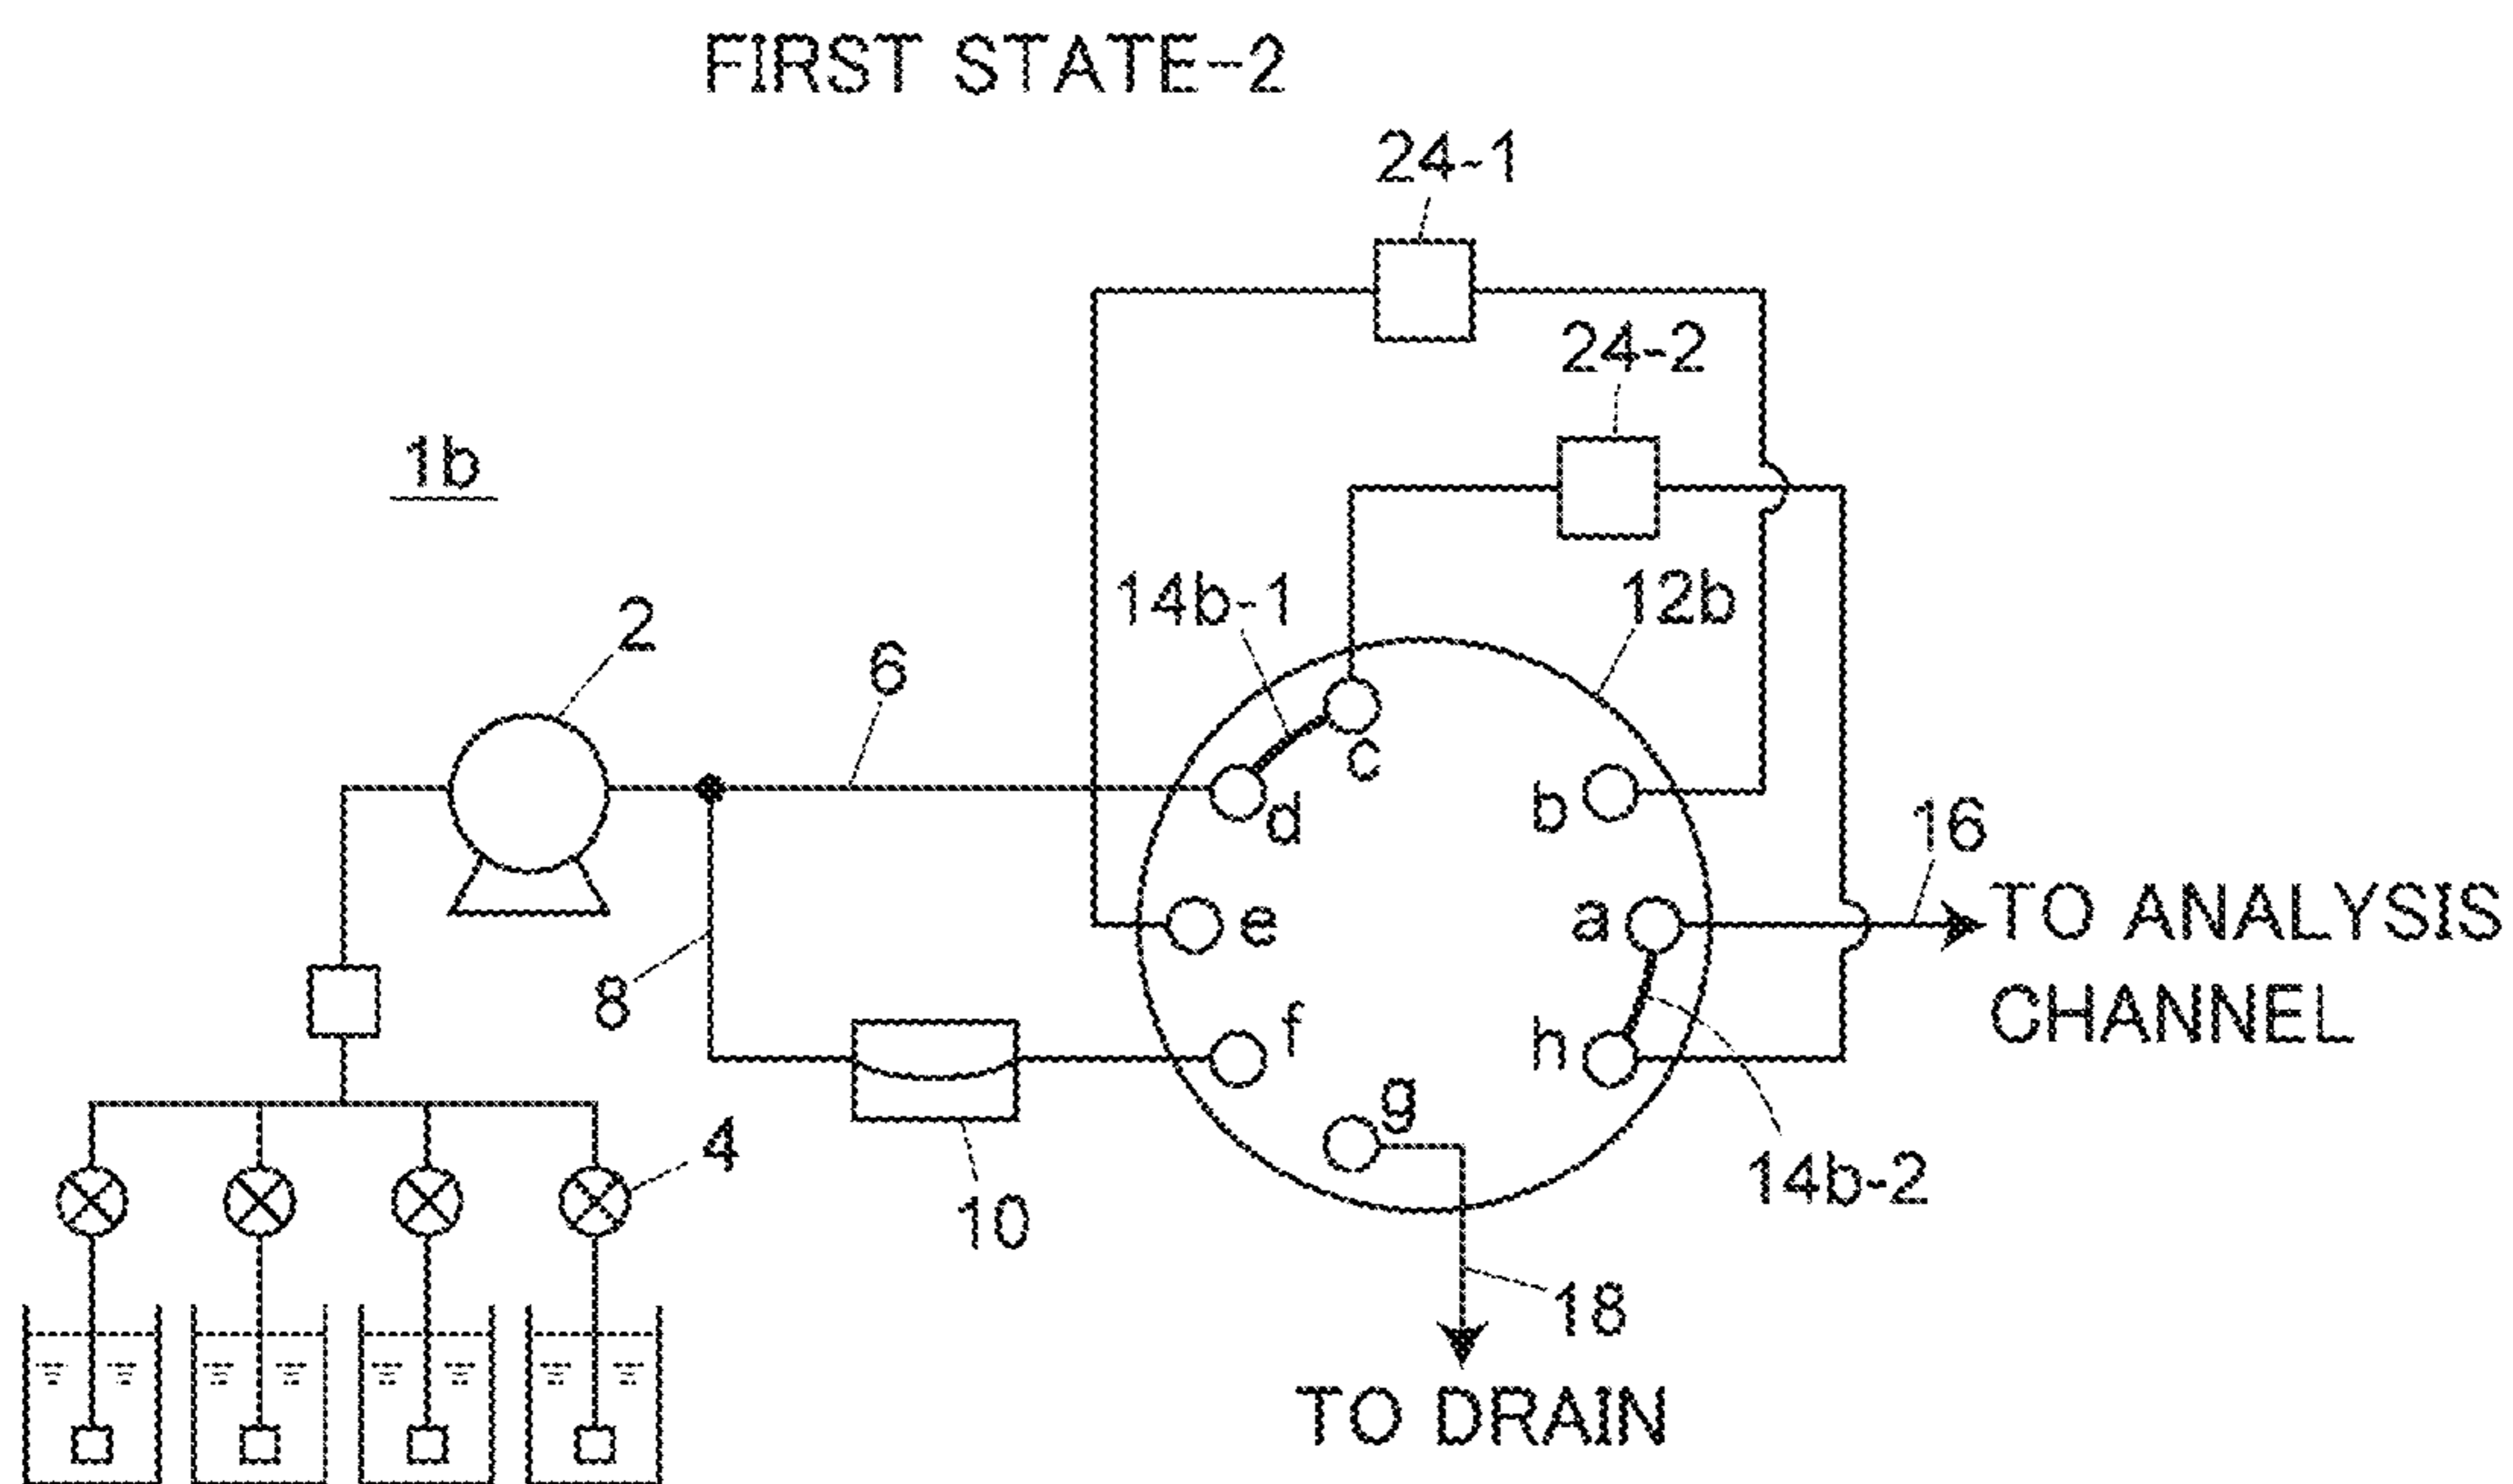 FIRST STATE-2
24-1
24-2
1b
14b-1
12b
2
6
c
d
b
16
e
a
TO ANALYSIS
CHANNEL
8
f
h
g
4
14b-2
10
18
TO DRAIN